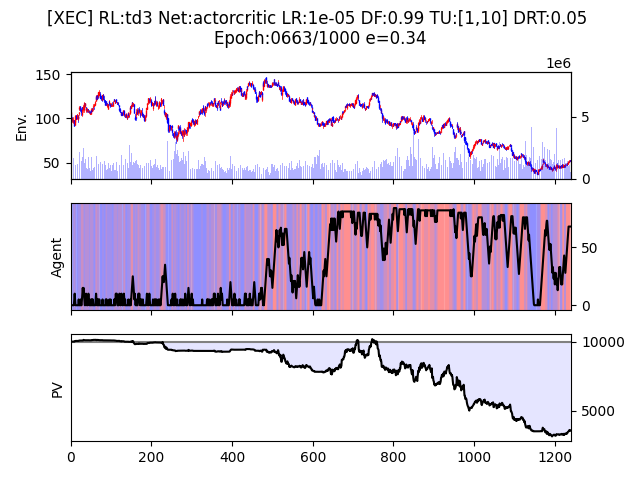 [XEC] RL:td3 Net:actorcritic LR:1e-05 DF:0.99 TU:[1,10] DRT:0.05
Epoch:0663/1000 e=0.34
1e6
150
100
50
Env.
5
0
Agent
50
0
PV
10000
5000
0 200 400 600 800 1000 1200